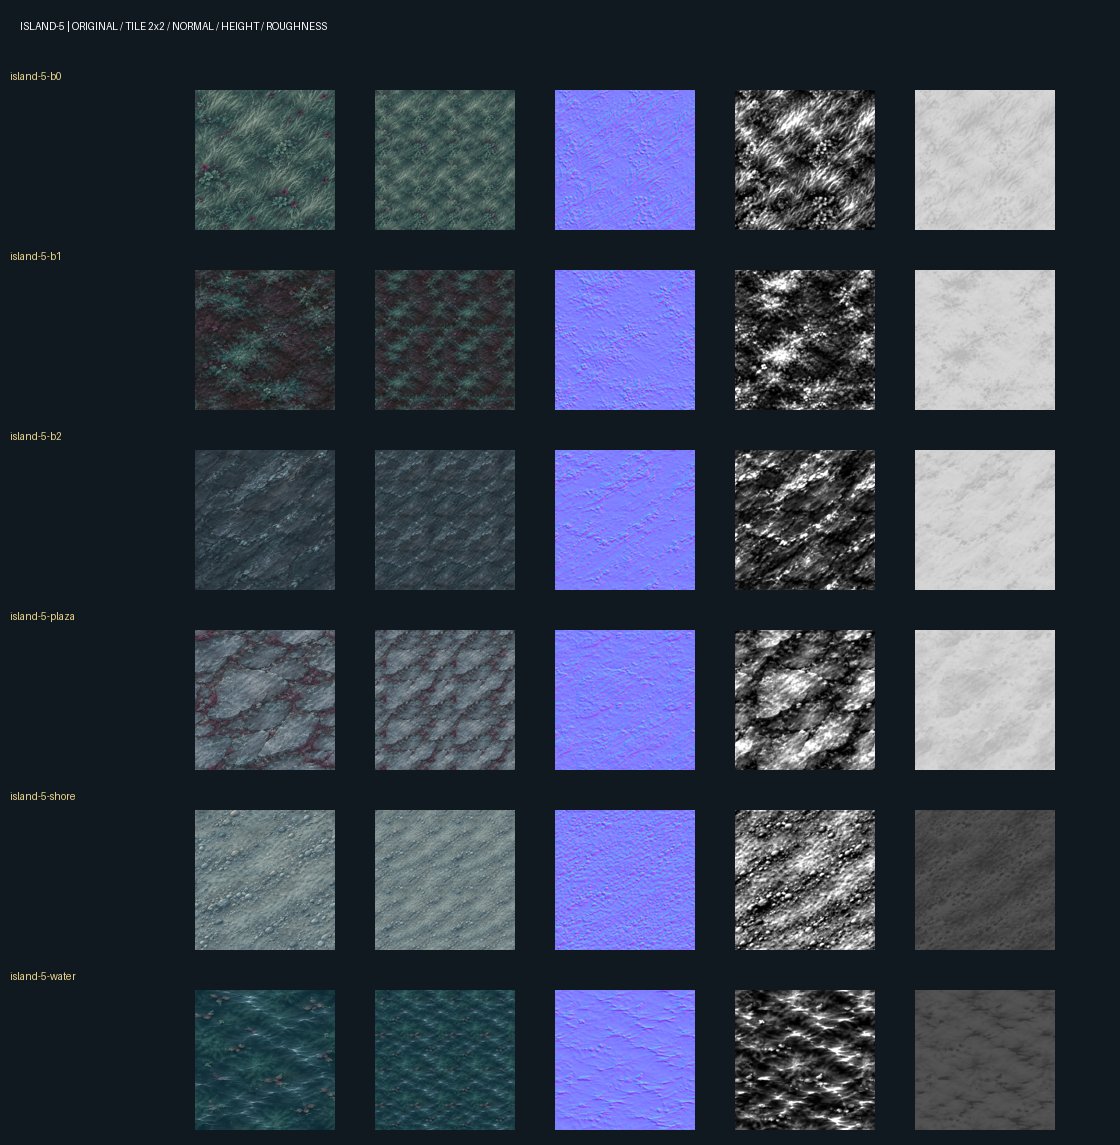 ISLAND-5 | ORIGINAL / TILE 2x2 / NORMAL / HEIGHT / ROUGHNESS
island-5-b0
island-5-b1
island-5-b2
island-5-plaza
island-5-shore
island-5-water